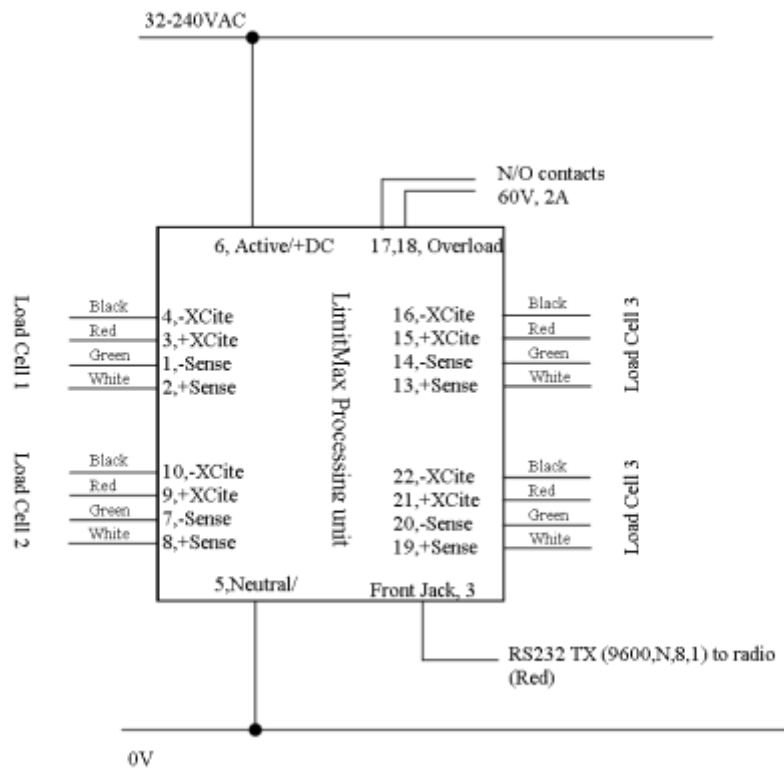 32-240VAC
N/O contacts
60V, 2A
6, Active/+DC
17,18, Overload
Load Cell 1
Black
Red
Green
White
4,-XCite
3,+XCite
1,-Sense
2,+Sense
LimitMax Processing unit
16,-XCite
15,+XCite
14,-Sense
13,+Sense
Black
Red
Green
White
Load Cell 3
Load Cell 2
Black
Red
Green
White
10,-XCite
9,+XCite
7,-Sense
8,+Sense
22,-XCite
21,+XCite
20,-Sense
19,+Sense
Black
Red
Green
White
Load Cell 3
5,Neutral/
Front Jack, 3
RS232 TX (9600,N,8,1) to radio
(Red)
0V